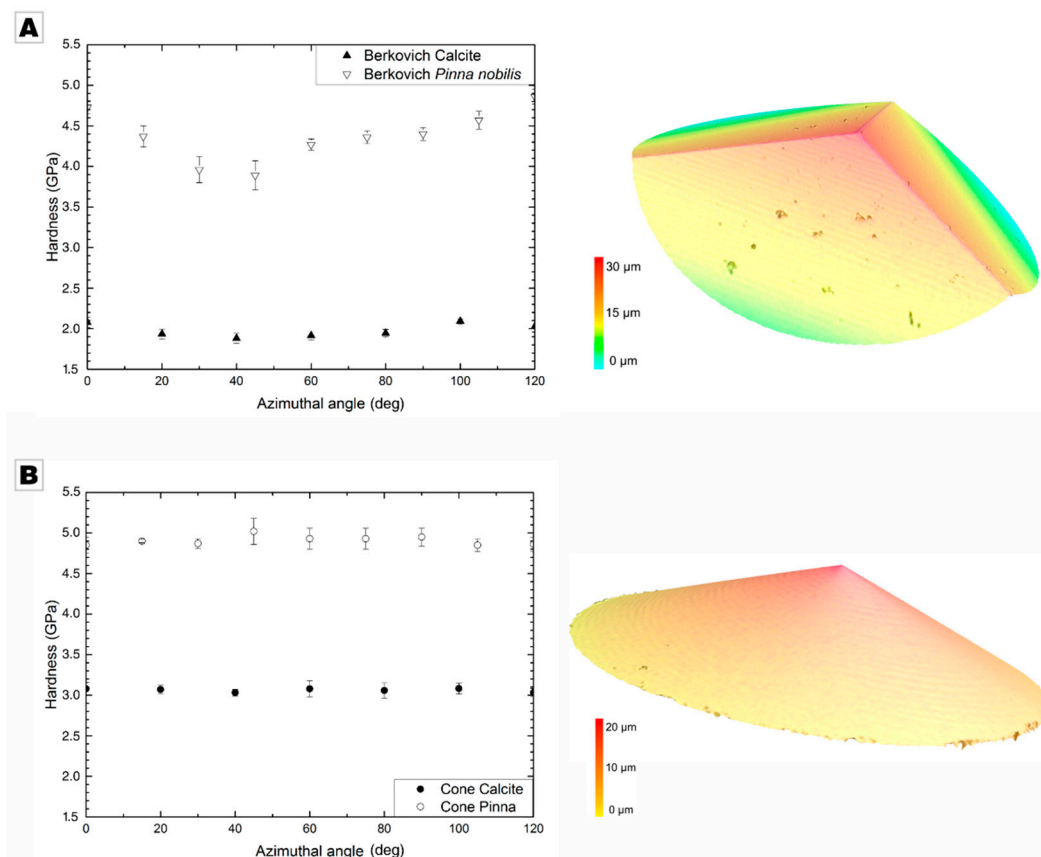 A
5.5
5.0
4.5
4.0
3.5
3.0
2.5
2.0
1.5
Hardness (GPa)
▲ Berkovich Calcite
▽ Berkovich Pinna nobilis
0 20 40 60 80 100 120
Azimuthal angle (deg)
30 µm
15 µm
0 µm
B
5.5
5.0
4.5
4.0
3.5
3.0
2.5
2.0
1.5
Hardness (GPa)
● Cone Calcite
○ Cone Pinna
0 20 40 60 80 100 120
Azimuthal angle (deg)
20 µm
10 µm
0 µm